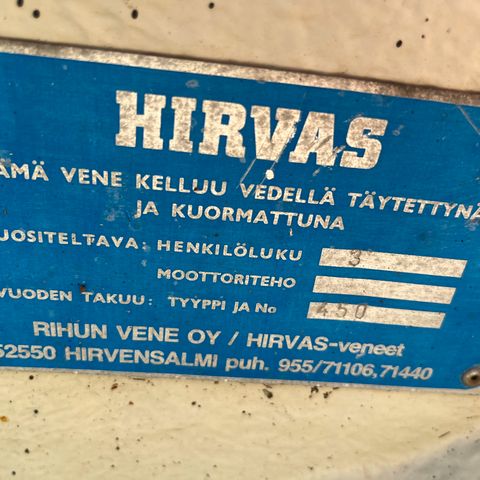 HIRVAS
ÄMÄ VENE KELLUU VEDELLÄ TÄYTETTYNÄ
JA KUORMATTUNA
UOSITELTAVA: HENKILÖLUKU 3
MOOTTORITEHO
VUODEN TAKUU: TYYPPI JA No 450
RIHUN VENE OY / HIRVAS-veneet
52550 HIRVENSALMI puh. 955/71106,71440